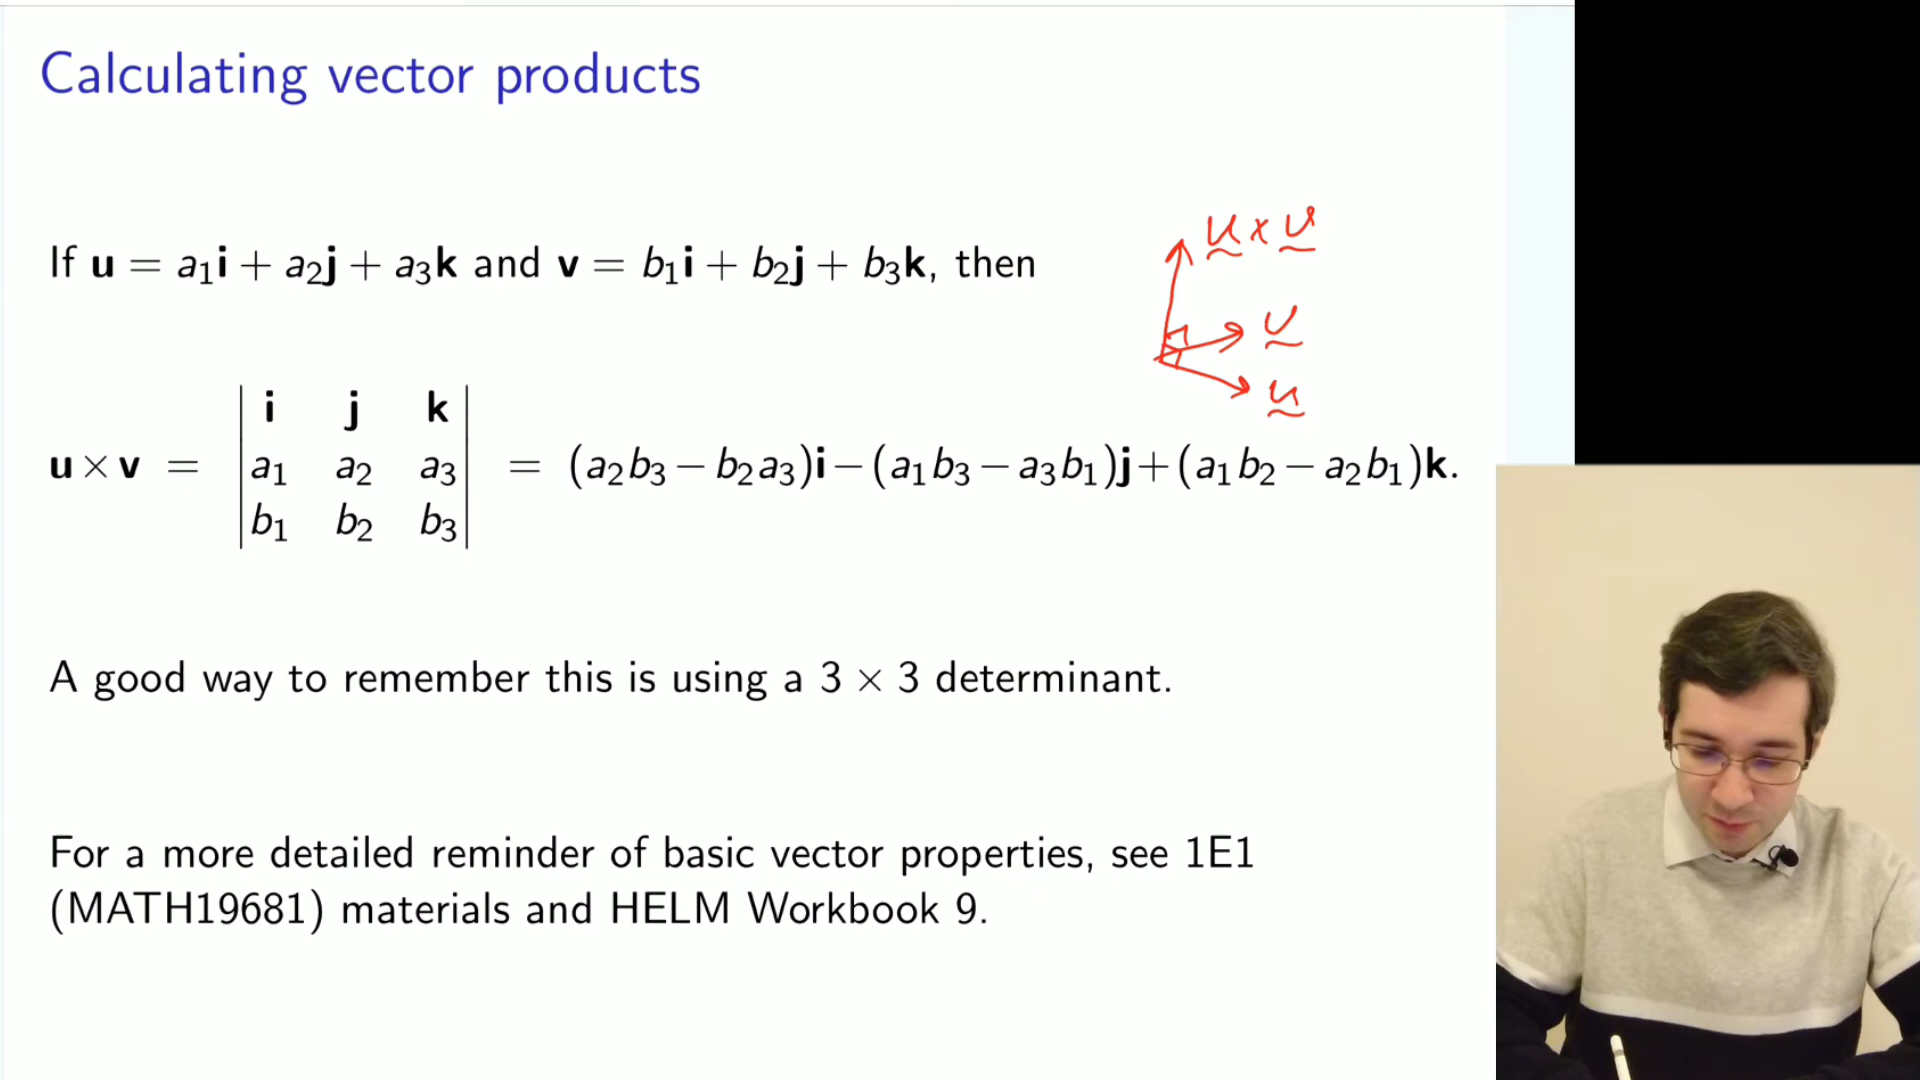 Calculating vector products
If u = a₁i + a₂j + a₃k and v = b₁i + b₂j + b₃k, then
u × v
v
u
i j k
u × v = a₁ a₂ a₃ = (a₂b₃ − b₂a₃)i − (a₁b₃ − a₃b₁)j + (a₁b₂ − a₂b₁)k.
b₁ b₂ b₃
A good way to remember this is using a 3 × 3 determinant.
For a more detailed reminder of basic vector properties, see 1E1
(MATH19681) materials and HELM Workbook 9.